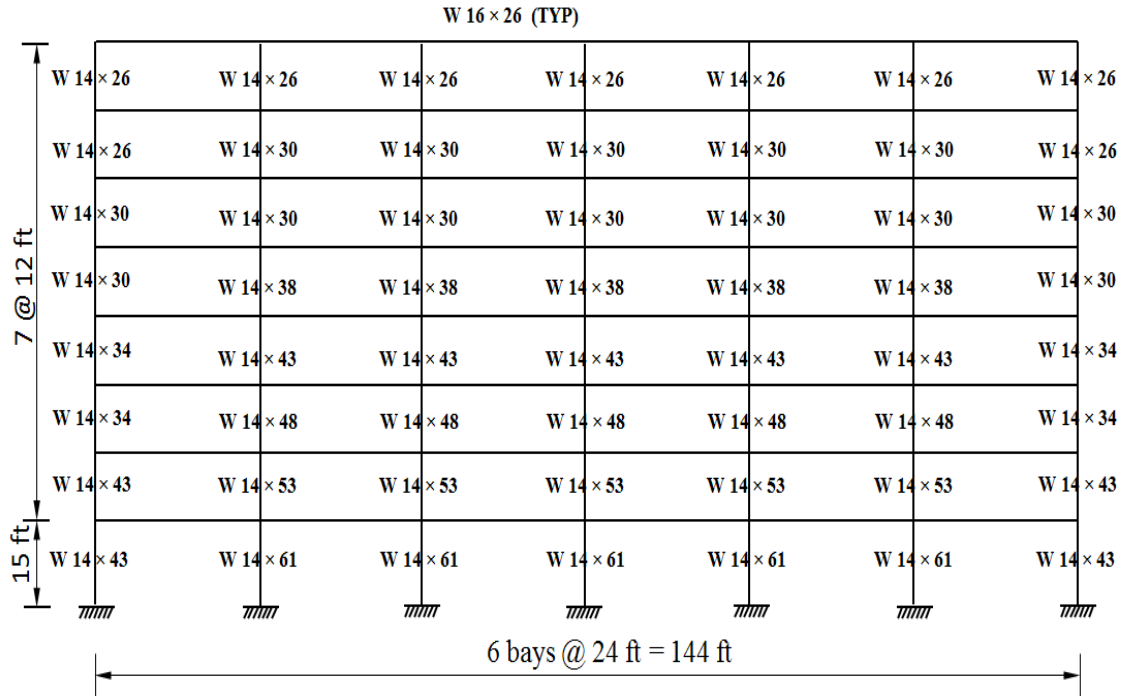 W 16 × 26 (TYP)
W 14 × 26 W 14 × 26 W 14 × 26 W 14 × 26 W 14 × 26 W 14 × 26 W 14 × 26
W 14 × 26 W 14 × 30 W 14 × 30 W 14 × 30 W 14 × 30 W 14 × 30 W 14 × 26
W 14 × 30 W 14 × 30 W 14 × 30 W 14 × 30 W 14 × 30 W 14 × 30 W 14 × 30
W 14 × 30 W 14 × 38 W 14 × 38 W 14 × 38 W 14 × 38 W 14 × 38 W 14 × 30
7 @ 12 ft
W 14 × 34 W 14 × 43 W 14 × 43 W 14 × 43 W 14 × 43 W 14 × 43 W 14 × 34
W 14 × 34 W 14 × 48 W 14 × 48 W 14 × 48 W 14 × 48 W 14 × 48 W 14 × 34
W 14 × 43 W 14 × 53 W 14 × 53 W 14 × 53 W 14 × 53 W 14 × 53 W 14 × 43
15 ft
W 14 × 43 W 14 × 61 W 14 × 61 W 14 × 61 W 14 × 61 W 14 × 61 W 14 × 43
6 bays @ 24 ft = 144 ft